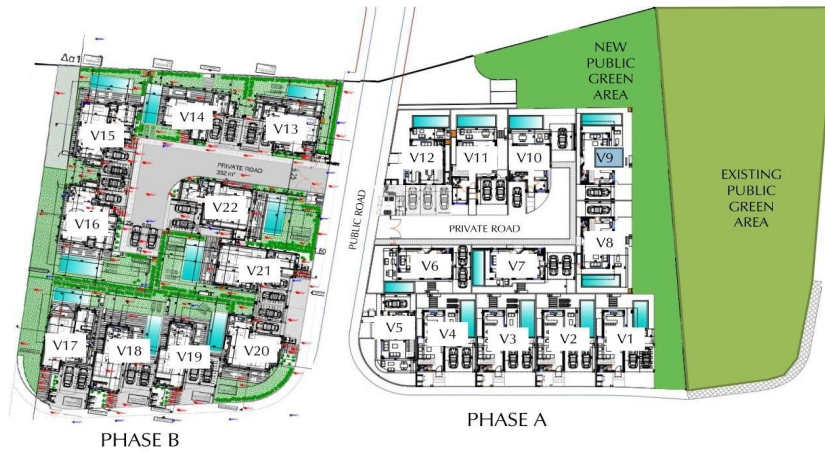 Δα1
V15
V14
V13
PRIVATE ROAD
352 m²
V22
V16
V21
V17
V18
V19
V20
PHASE B
PUBLIC ROAD
NEW
PUBLIC
GREEN
AREA
EXISTING
PUBLIC
GREEN
AREA
V12
V11
V10
V9
PRIVATE ROAD
V8
V6
V7
V5
V4
V3
V2
V1
PHASE A